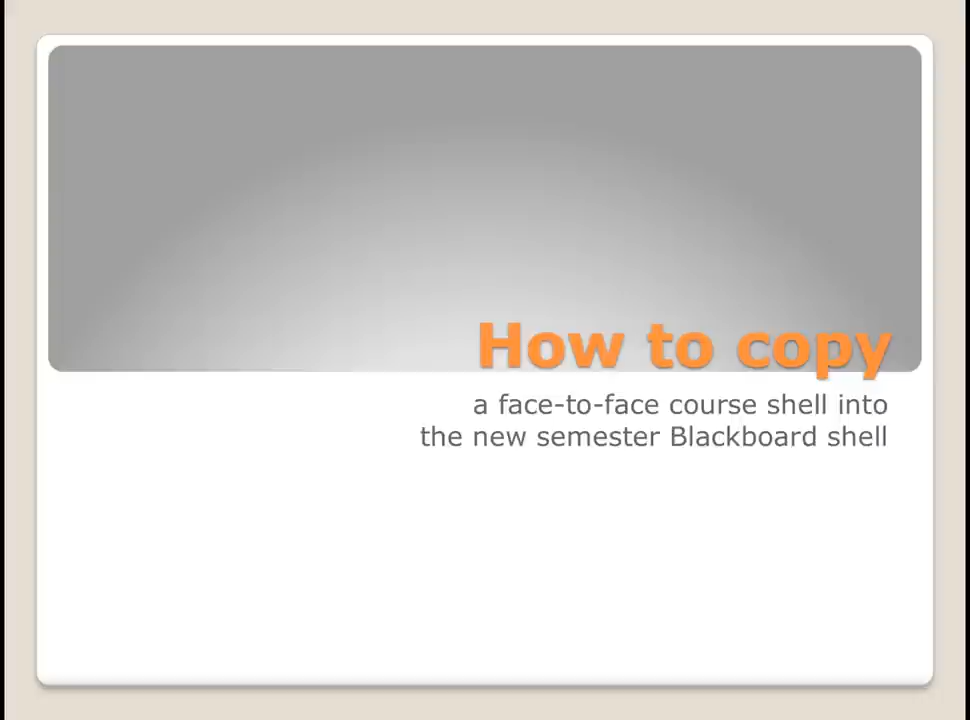 How to copy
a face-to-face course shell into
the new semester Blackboard shell